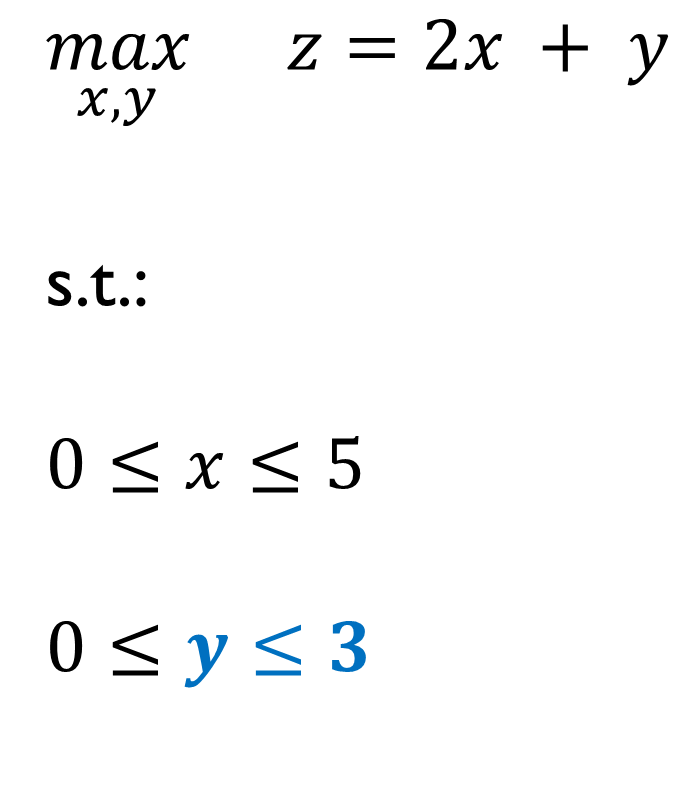 max z = 2x + y
x,y
s.t.:
0 ≤ x ≤ 5
0 ≤ y ≤ 3